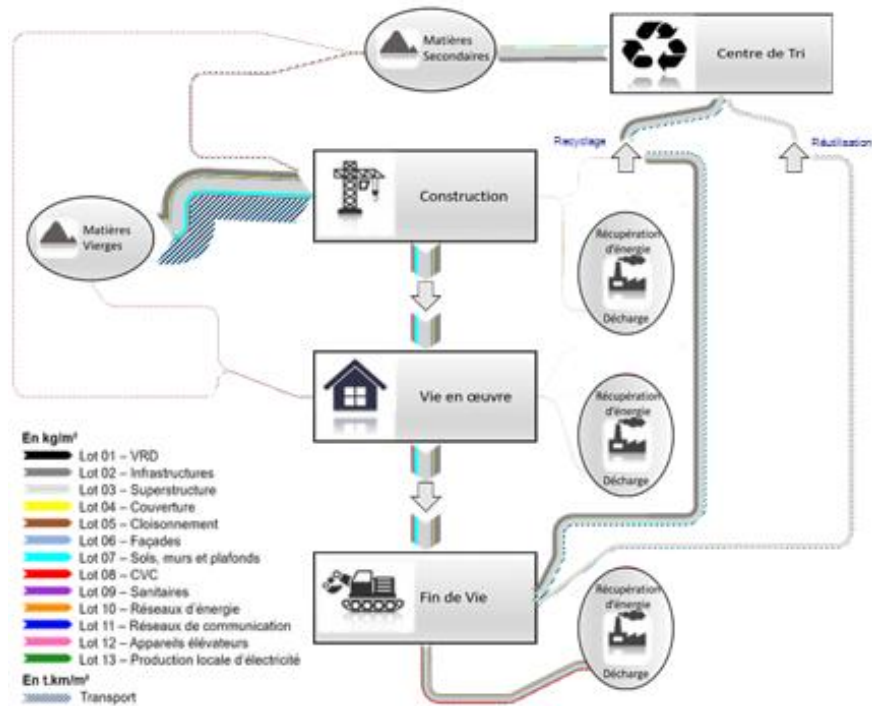 Matières
Secondaires
Centre de Tri
Recyclage
Réutilisation
Construction
Matières
Vierges
Récupération
d'énergie
Décharge
Vie en œuvre
Récupération
d'énergie
Décharge
En kg/m²
Lot 01 – VRD
Lot 02 – Infrastructures
Lot 03 – Superstructure
Lot 04 – Couverture
Lot 05 – Cloisonnement
Lot 06 – Façades
Lot 07 – Sols, murs et plafonds
Lot 08 – CVC
Lot 09 – Sanitaires
Lot 10 – Réseaux d'énergie
Lot 11 – Réseaux de communication
Lot 12 – Appareils élévateurs
Lot 13 – Production locale d'électricité
En t.km/m²
Transport
Fin de Vie
Récupération
d'énergie
Décharge